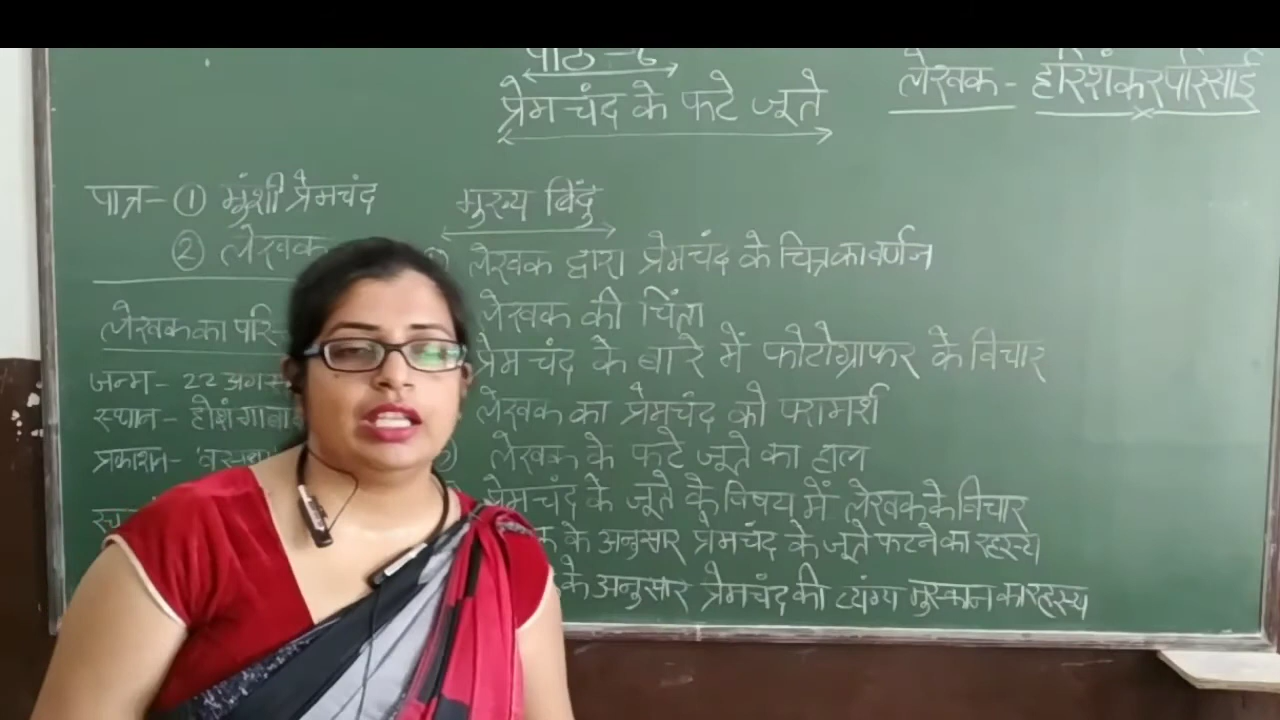 पाठ -
प्रेमचंद के फटे जूते
लेखक - हरिशंकर परिसाई
पात्र - ① मुंशी प्रेमचंद
② लेखक
लेखक का परि-
जन्म - २२ अगस
स्थान - होशंगाबा
प्रकाशन -
मुख्य बिंदु
लेखक द्वारा प्रेमचंद के चित्र का वर्णन
लेखक की चिंता
प्रेमचंद के बारे में फोटोग्राफर के विचार
लेखक का प्रेमचंद को परामर्श
लेखक के फटे जूते का हाल
प्रेमचंद के जूते के विषय में लेखक के विचार
के अनुसार प्रेमचंद के जूते फटने का रहस्य
के अनुसार प्रेमचंद की व्यंग्य मुस्कान का रहस्य